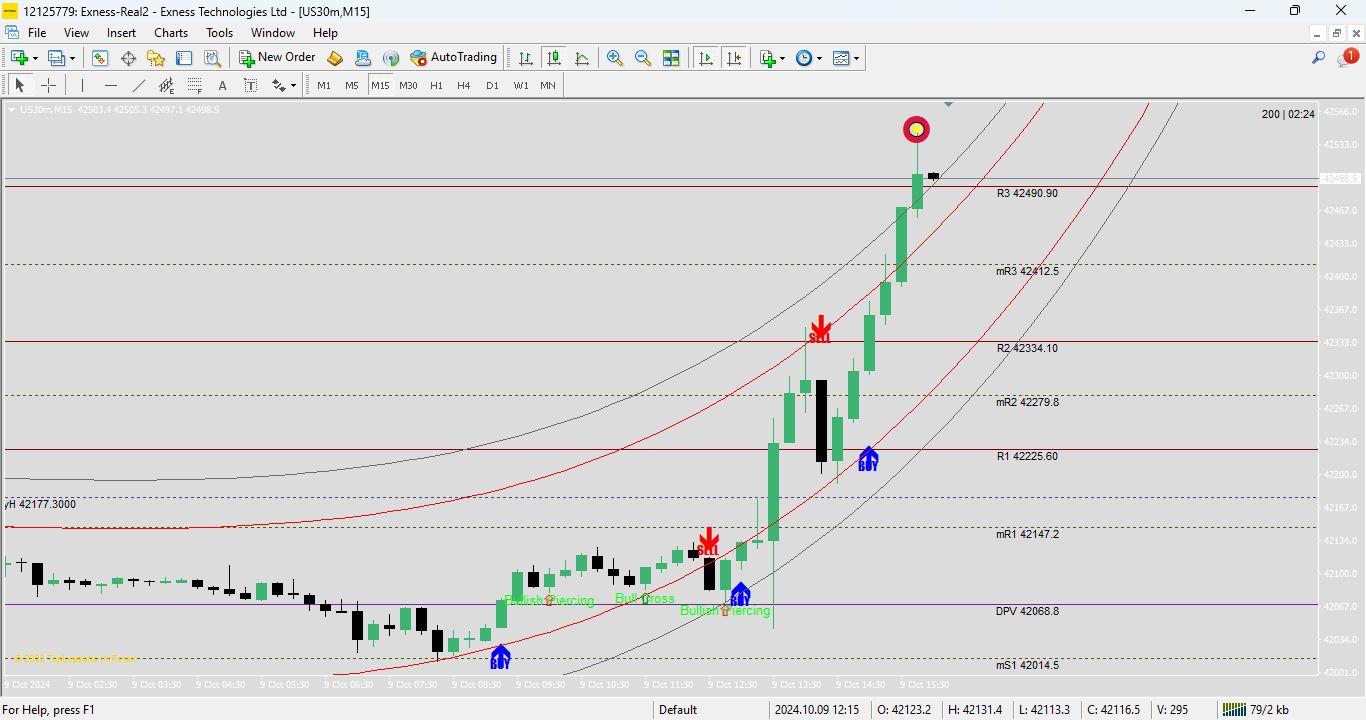 12125779: Exness-Real2 - Exness Technologies Ltd - [US30m,M15]
File View Insert Charts Tools Window Help
New Order AutoTrading 1
A T M1 M5 M15 M30 H1 H4 D1 W1 MN
US30m,M15 42503.4 42505.3 42497.1 42498.5
200 | 02:24
42566.0
42533.0
42498.5
R3 42490.90
42467.0
42433.0
mR3 42412.5
42400.0
42367.0
SELL
42333.0
R2 42334.10
42300.0
mR2 42279.8
42267.0
42234.0
R1 42225.60
BUY
42200.0
yH 42177.3000
42167.0
mR1 42147.2
42134.0
SELL
42100.0
Bullish Piercing
Bull Cross
BUY
Bullish Piercing
42067.0
DPV 42068.8
42034.0
BUY
mS1 42014.5
42001.0
9 Oct 2024 9 Oct 02:30 9 Oct 03:30 9 Oct 04:30 9 Oct 05:30 9 Oct 06:30 9 Oct 07:30 9 Oct 08:30 9 Oct 09:30 9 Oct 10:30 9 Oct 11:30 9 Oct 12:30 9 Oct 13:30 9 Oct 14:30 9 Oct 15:30
For Help, press F1 Default 2024.10.09 12:15 O: 42123.2 H: 42131.4 L: 42113.3 C: 42116.5 V: 295 79/2 kb